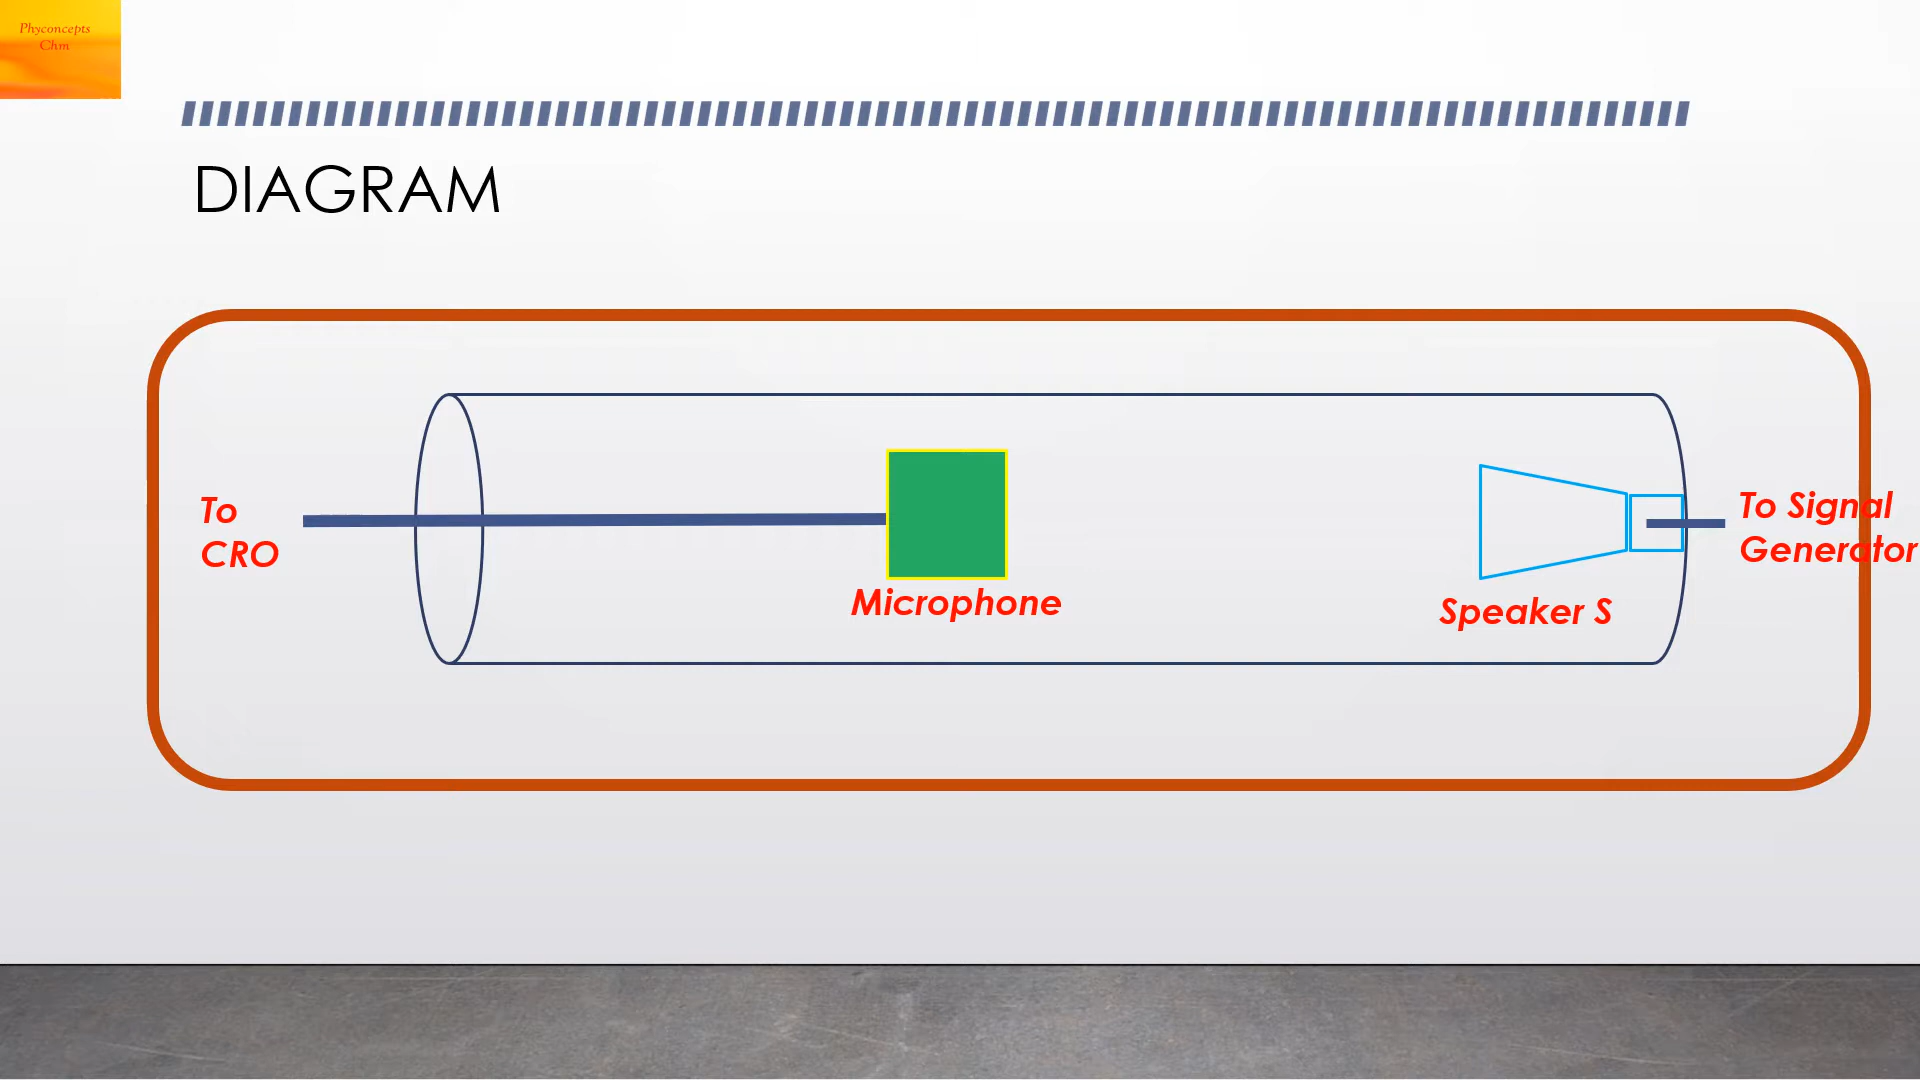 Phyconcepts
Chm
DIAGRAM
To
CRO
Microphone
Speaker S
To Signal
Generator